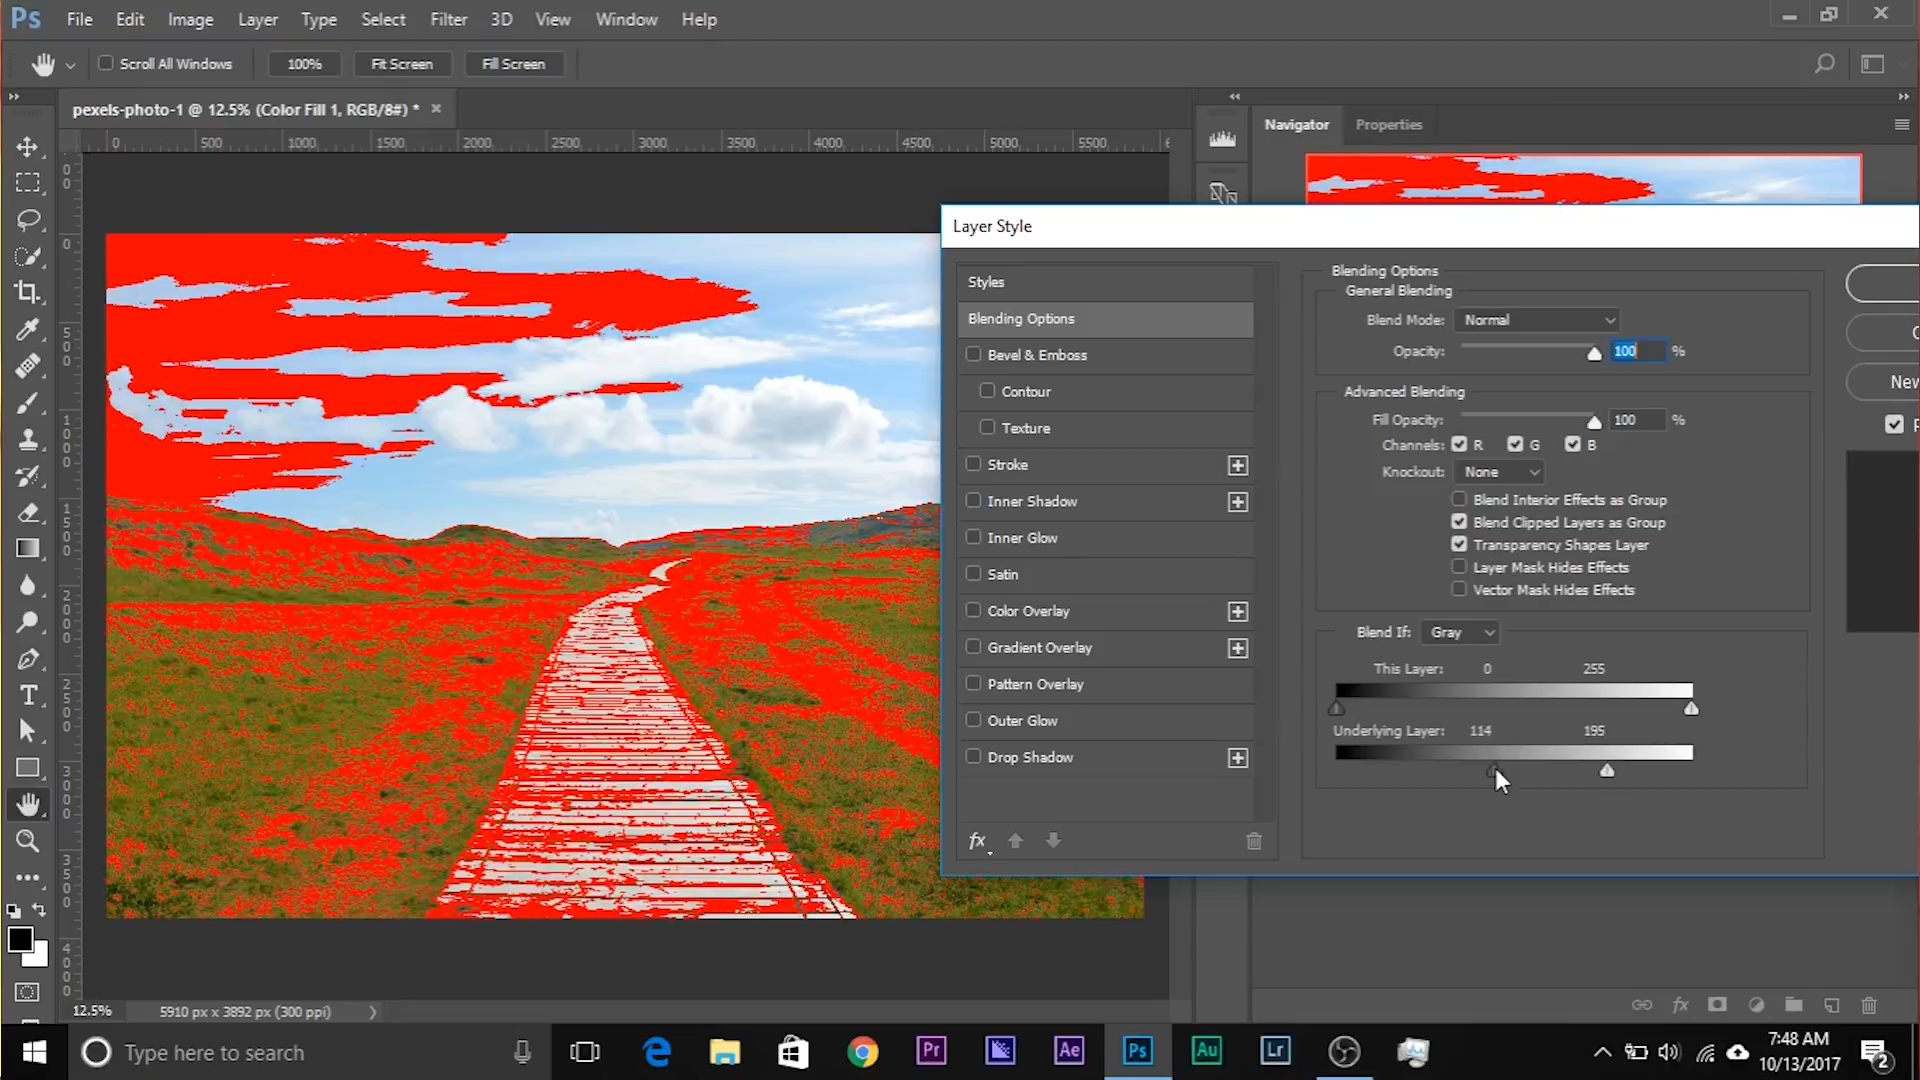 Ps File Edit Image Layer Type Select Filter 3D View Window Help
Scroll All Windows 100% Fit Screen Fill Screen
pexels-photo-1 @ 12.5% (Color Fill 1, RGB/8#) * ×
Navigator Properties
0 500 1000 1500 2000 2500 3000 3500 4000 4500 5000 5500 6
Layer Style
Styles
Blending Options
Bevel & Emboss
Contour
Texture
Stroke
Inner Shadow
Inner Glow
Satin
Color Overlay
Gradient Overlay
Pattern Overlay
Outer Glow
Drop Shadow
fx
Blending Options
General Blending
Blend Mode: Normal
Opacity: 100 %
Advanced Blending
Fill Opacity: 100 %
Channels: R G B
Knockout: None
Blend Interior Effects as Group
Blend Clipped Layers as Group
Transparency Shapes Layer
Layer Mask Hides Effects
Vector Mask Hides Effects
Blend If: Gray
This Layer: 0 255
Underlying Layer: 114 195
New
12.5% 5910 px x 3892 px (300 ppi)
fx
Type here to search
Pr Ae Ps Au Lr
7:48 AM
10/13/2017
2